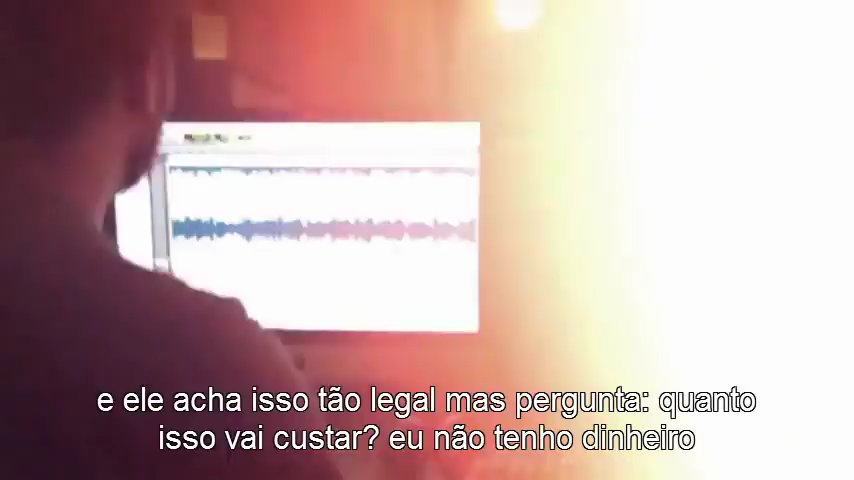 e ele acha isso tão legal mas pergunta: quanto
isso vai custar? eu não tenho dinheiro